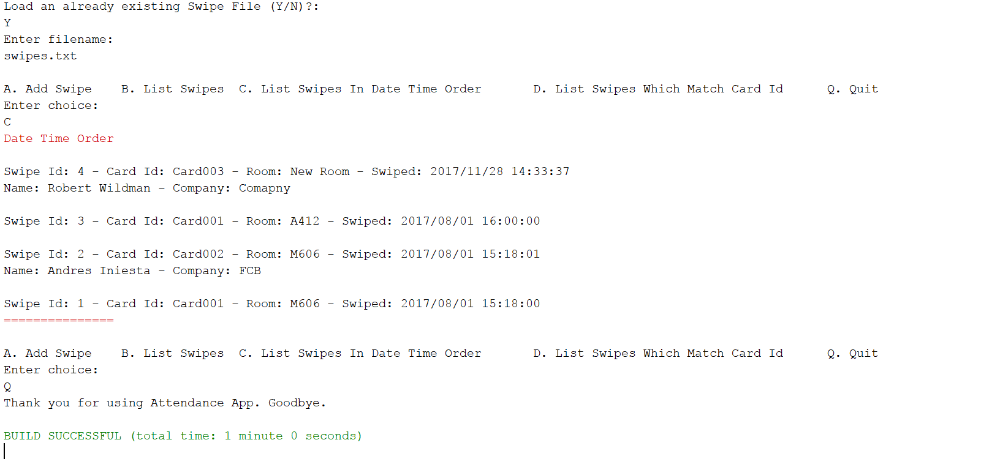 Load an already existing Swipe File (Y/N)?:
Y
Enter filename:
swipes.txt
A. Add Swipe    B. List Swipes  C. List Swipes In Date Time Order       D. List Swipes Which Match Card Id      Q. Quit
Enter choice:
C
Date Time Order
Swipe Id: 4 - Card Id: Card003 - Room: New Room - Swiped: 2017/11/28 14:33:37
Name: Robert Wildman - Company: Comapny
Swipe Id: 3 - Card Id: Card001 - Room: A412 - Swiped: 2017/08/01 16:00:00
Swipe Id: 2 - Card Id: Card002 - Room: M606 - Swiped: 2017/08/01 15:18:01
Name: Andres Iniesta - Company: FCB
Swipe Id: 1 - Card Id: Card001 - Room: M606 - Swiped: 2017/08/01 15:18:00
===============
A. Add Swipe    B. List Swipes  C. List Swipes In Date Time Order       D. List Swipes Which Match Card Id      Q. Quit
Enter choice:
Q
Thank you for using Attendance App. Goodbye.
BUILD SUCCESSFUL (total time: 1 minute 0 seconds)